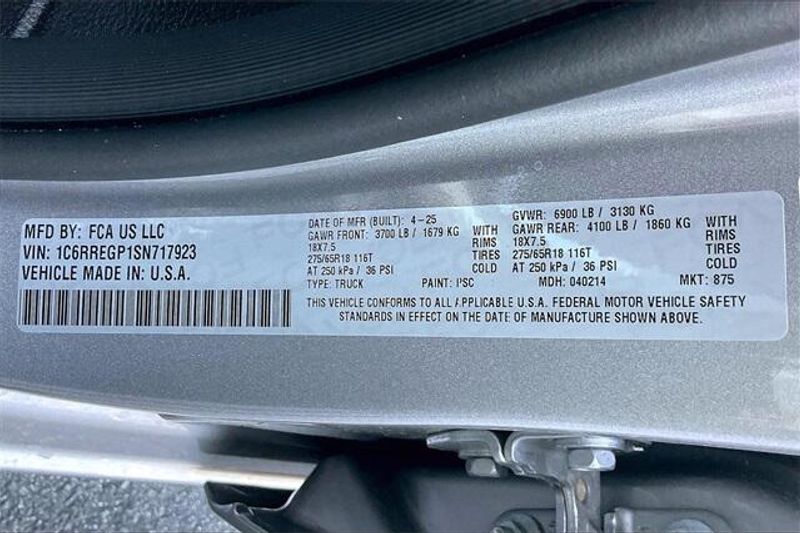 MFD BY: FCA US LLC
VIN: 1C6RREGP1SN717923
VEHICLE MADE IN: U.S.A.
DATE OF MFR (BUILT): 4-25
GAWR FRONT: 3700 LB / 1679 KG WITH
18X7.5 RIMS
275/65R18 116T TIRES
AT 250 kPa / 36 PSI COLD
TYPE: TRUCK PAINT: PSC
GVWR: 6900 LB / 3130 KG
GAWR REAR: 4100 LB / 1860 KG WITH
18X7.5 RIMS
275/65R18 116T TIRES
AT 250 kPa / 36 PSI COLD
MDH: 040214 MKT: 875
THIS VEHICLE CONFORMS TO ALL APPLICABLE U.S.A. FEDERAL MOTOR VEHICLE SAFETY
STANDARDS IN EFFECT ON THE DATE OF MANUFACTURE SHOWN ABOVE.